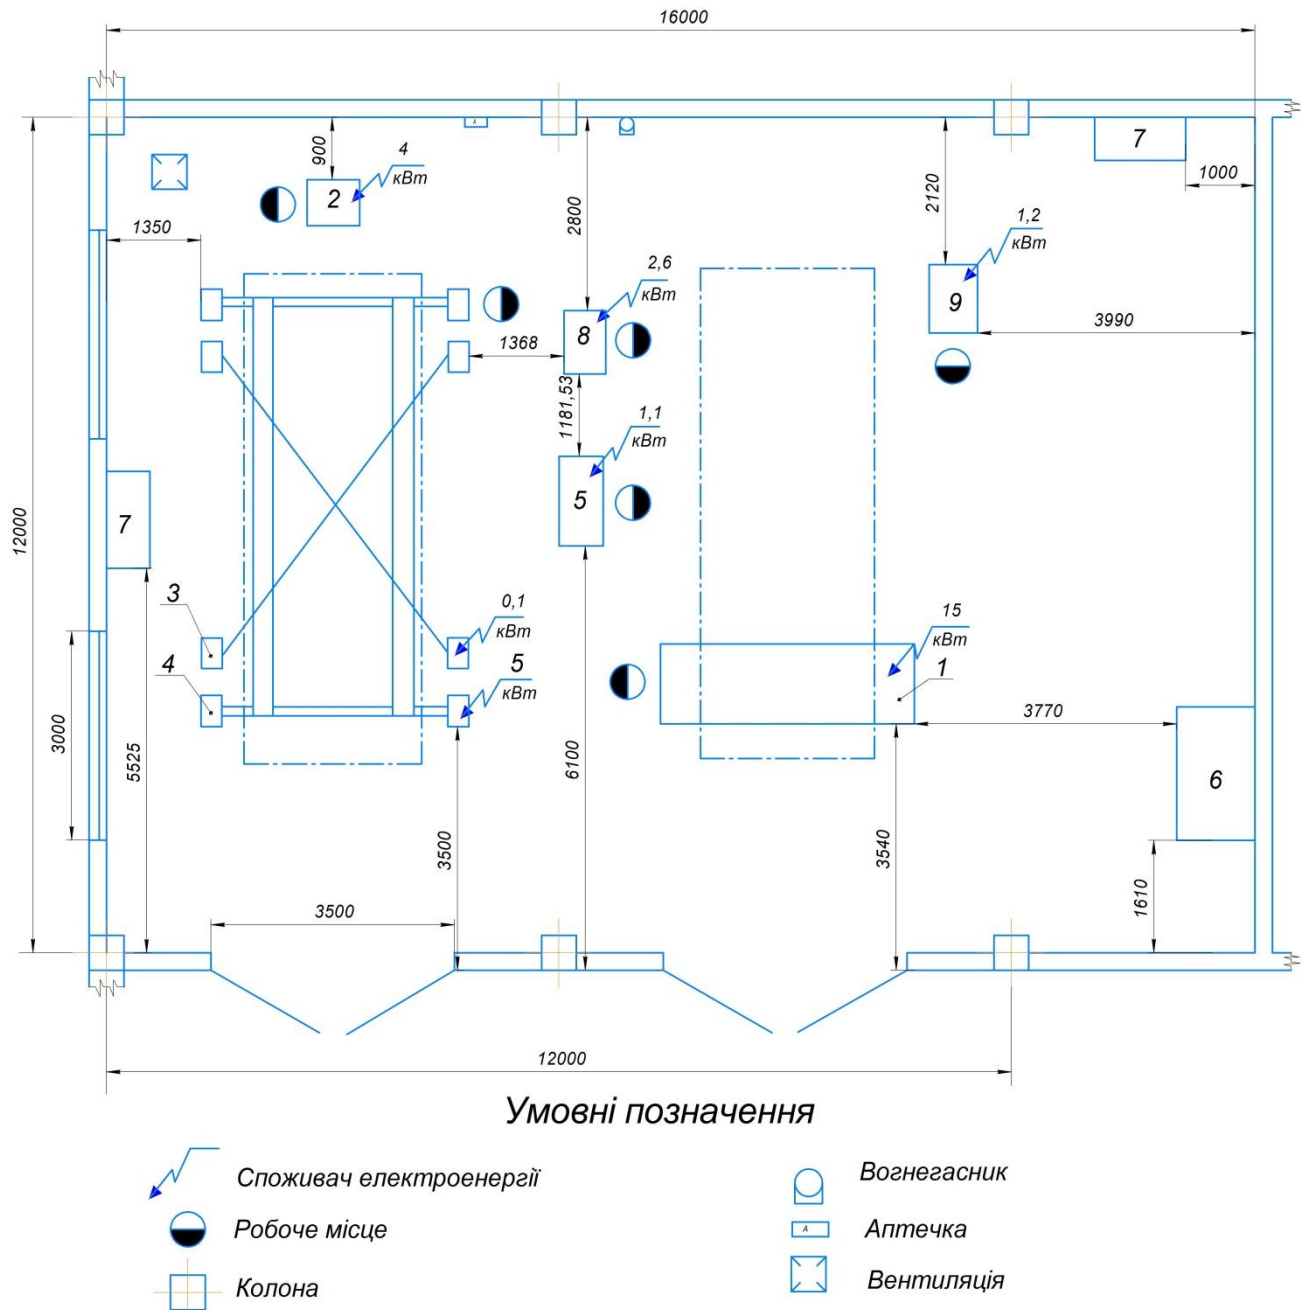 16000
А
7
900
4
кВт
2
1000
2800
2120
1350
1,2
кВт
2,6
кВт
9
3990
8
1368
1181,53
1,1
кВт
5
7
12000
3
0,1
кВт
15
кВт
4
5
кВт
1
3770
3000
5525
6100
6
3500
3540
1610
3500
12000
Умовні позначення
Споживач електроенергії
Робоче місце
Колона
Вогнегасник
А
Аптечка
Вентиляція